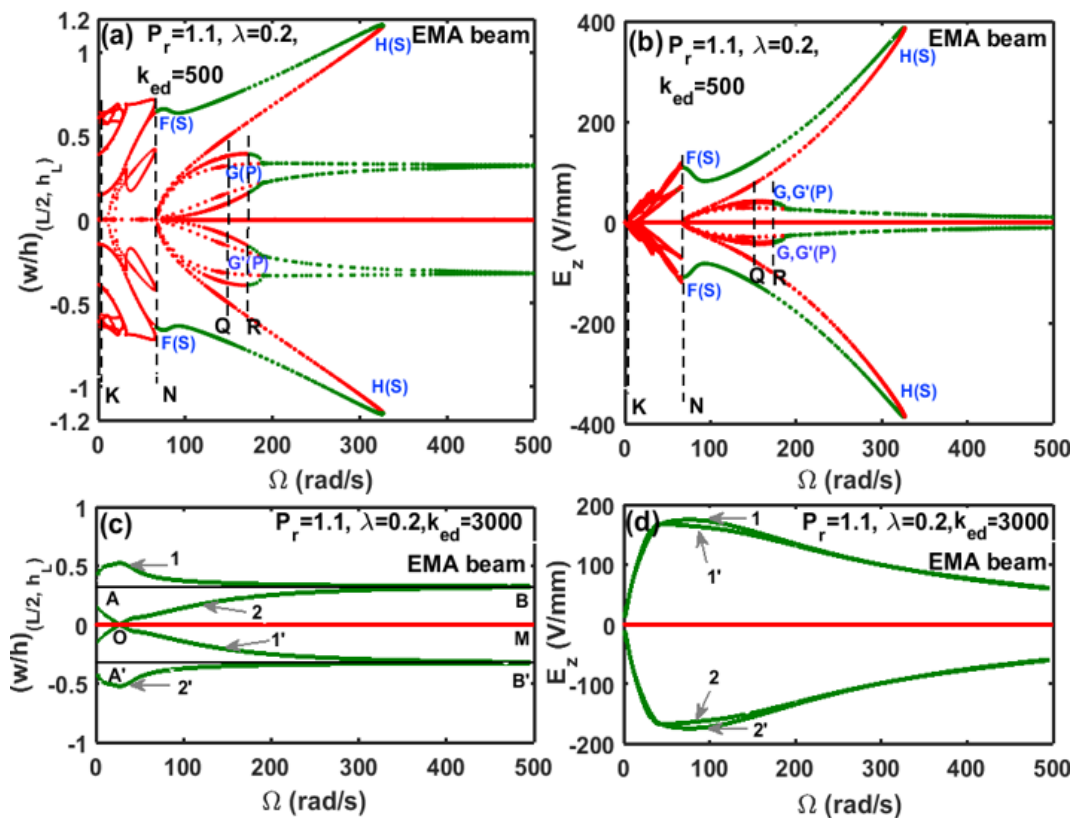 (a) P_r=1.1, λ=0.2, EMA beam
k_ed=500
H(S)
F(S)
G(P)
G'(P)
Q R
F(S)
H(S)
K N
1.2
1
0.5
0
-0.5
-1
-1.2
0 100 200 300 400 500
(w/h)_(L/2, h_L)
Ω (rad/s)
(b) P_r=1.1, λ=0.2, EMA beam
k_ed=500
H(S)
F(S)
G,G'(P)
G,G'(P)
Q R
F(S)
H(S)
K N
400
200
0
-200
-400
0 100 200 300 400 500
E_z (V/mm)
Ω (rad/s)
(c) P_r=1.1, λ=0.2,k_ed=3000
EMA beam
1
A B
2
O M
1'
A' B'
2'
1
0.5
0
-0.5
-1
0 100 200 300 400 500
(w/h)_(L/2, h_L)
Ω (rad/s)
(d) P_r=1.1, λ=0.2,k_ed=3000
1
EMA beam
1'
2
2'
200
100
0
-100
-200
0 100 200 300 400 500
E_z (V/mm)
Ω (rad/s)